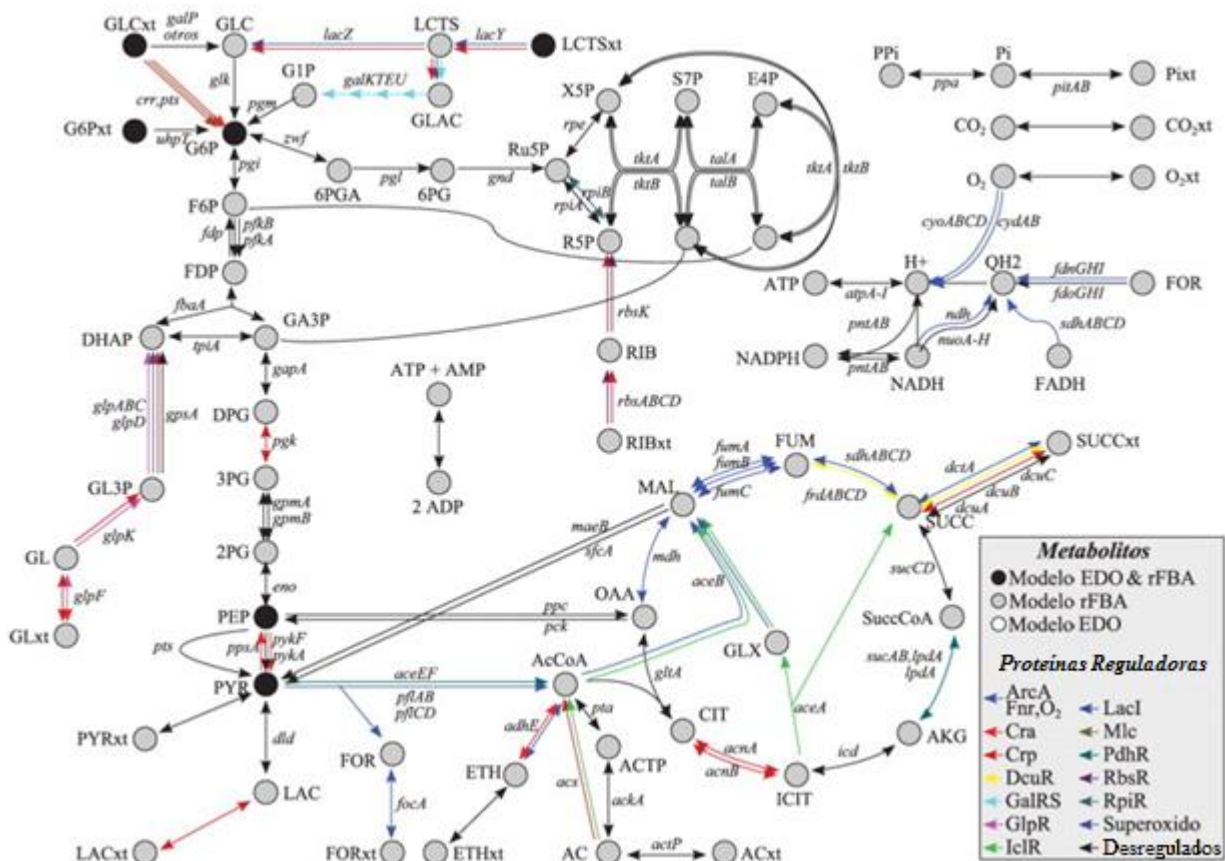 GLCxt
galP
otros
GLC
lacZ
LCTS
lacY
LCTSxt
glk
G1P
galKTEU
GLAC
crr,pts
pgm
G6Pxt
uhpT
G6P
zwf
pgi
6PGA
pgl
6PG
gnd
Ru5P
rpe
X5P
S7P
E4P
tktA
tktB
talA
talB
tktA
tktB
rpiB
rpiA
R5P
PPi
ppa
Pi
pitAB
Pixt
CO2
CO2xt
O2
O2xt
cyoABCD
cydAB
F6P
fdp
pfkB
pfkA
FDP
fbaA
DHAP
tpiA
GA3P
ATP
atpA-I
H+
QH2
fdnGHI
fdoGHI
FOR
pntAB
ndh
nuoA-H
sdhABCD
NADPH
pntAB
NADH
FADH
rbsK
RIB
rbsABCD
RIBxt
ATP + AMP
2 ADP
gapA
DPG
pgk
3PG
gpmA
gpmB
2PG
eno
PEP
glpABC
glpD
gpsA
GL3P
glpK
GL
glpF
GLxt
pts
ppsA
pykF
pykA
PYR
PYRxt
dld
LAC
LACxt
ppc
pck
maeB
sfcA
MAL
fumA
fumB
fumC
FUM
sdhABCD
frdABCD
SUCC
dctA
dcuB
dcuC
dcuA
SUCCxt
mdh
OAA
aceB
GLX
sucCD
SuccCoA
sucAB,lpdA
lpdA
AKG
icd
ICIT
aceA
gltA
CIT
acnA
acnB
aceEF
pflAB
pflCD
AcCoA
FOR
focA
FORxt
adhE
ETH
ETHxt
acs
pta
ACTP
ackA
AC
actP
ACxt
Metabolitos
Modelo EDO & rFBA
Modelo rFBA
Modelo EDO
Proteínas Reguladoras
ArcA
Fnr,O2
Cra
Crp
DcuR
GalRS
GlpR
IclR
LacI
Mlc
PdhR
RbsR
RpiR
Superoxido
Desregulados